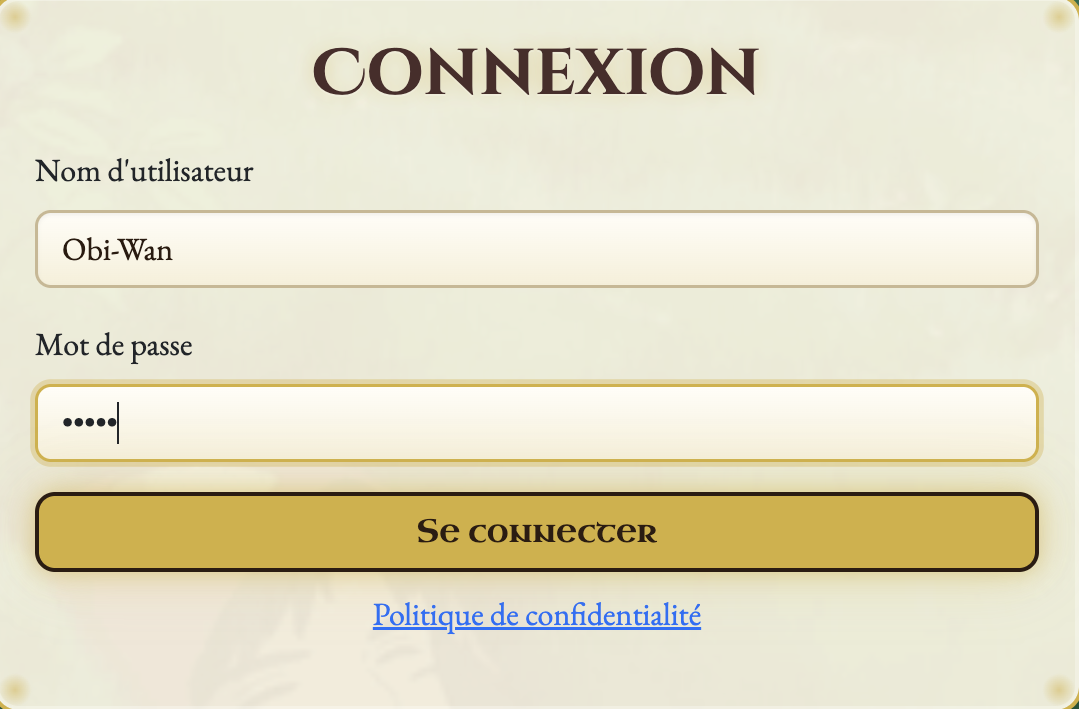 Connexion
Nom d'utilisateur
Obi-Wan
Mot de passe
•••••
Se connecter
Politique de confidentialité